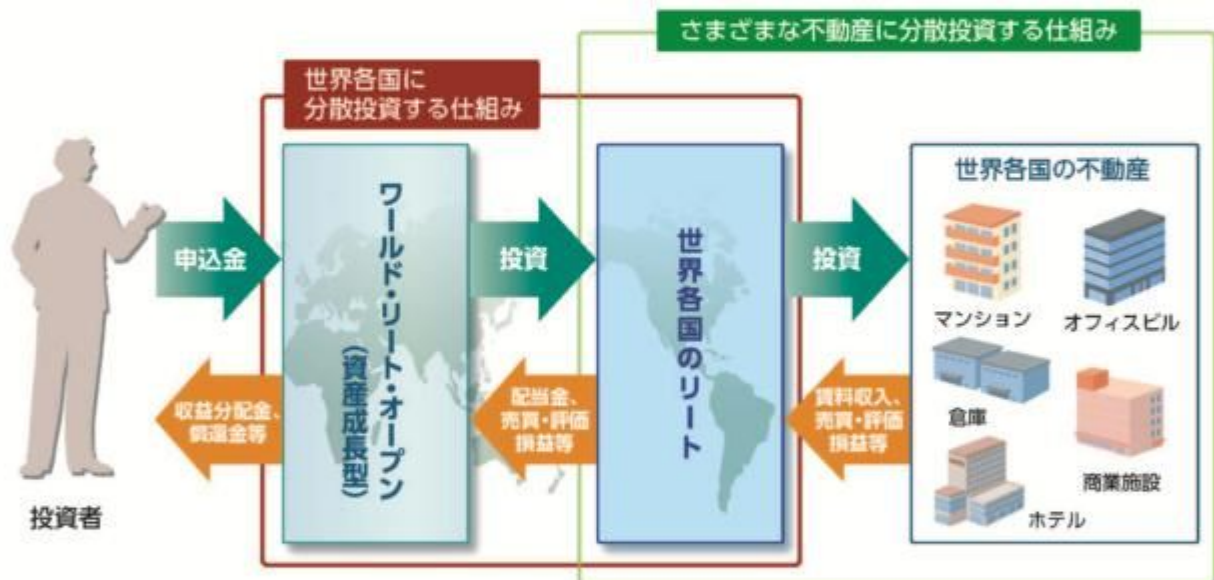 さまざまな不動産に分散投資する仕組み
世界各国に
分散投資する仕組み
投資者
申込金
収益分配金、
償還金等
ワールド・リート・オープン
（資産成長型）
投資
配当金、
売買・評価
損益等
世界各国のリート
投資
賃料収入、
売買・評価
損益等
世界各国の不動産
マンション
オフィスビル
倉庫
商業施設
ホテル